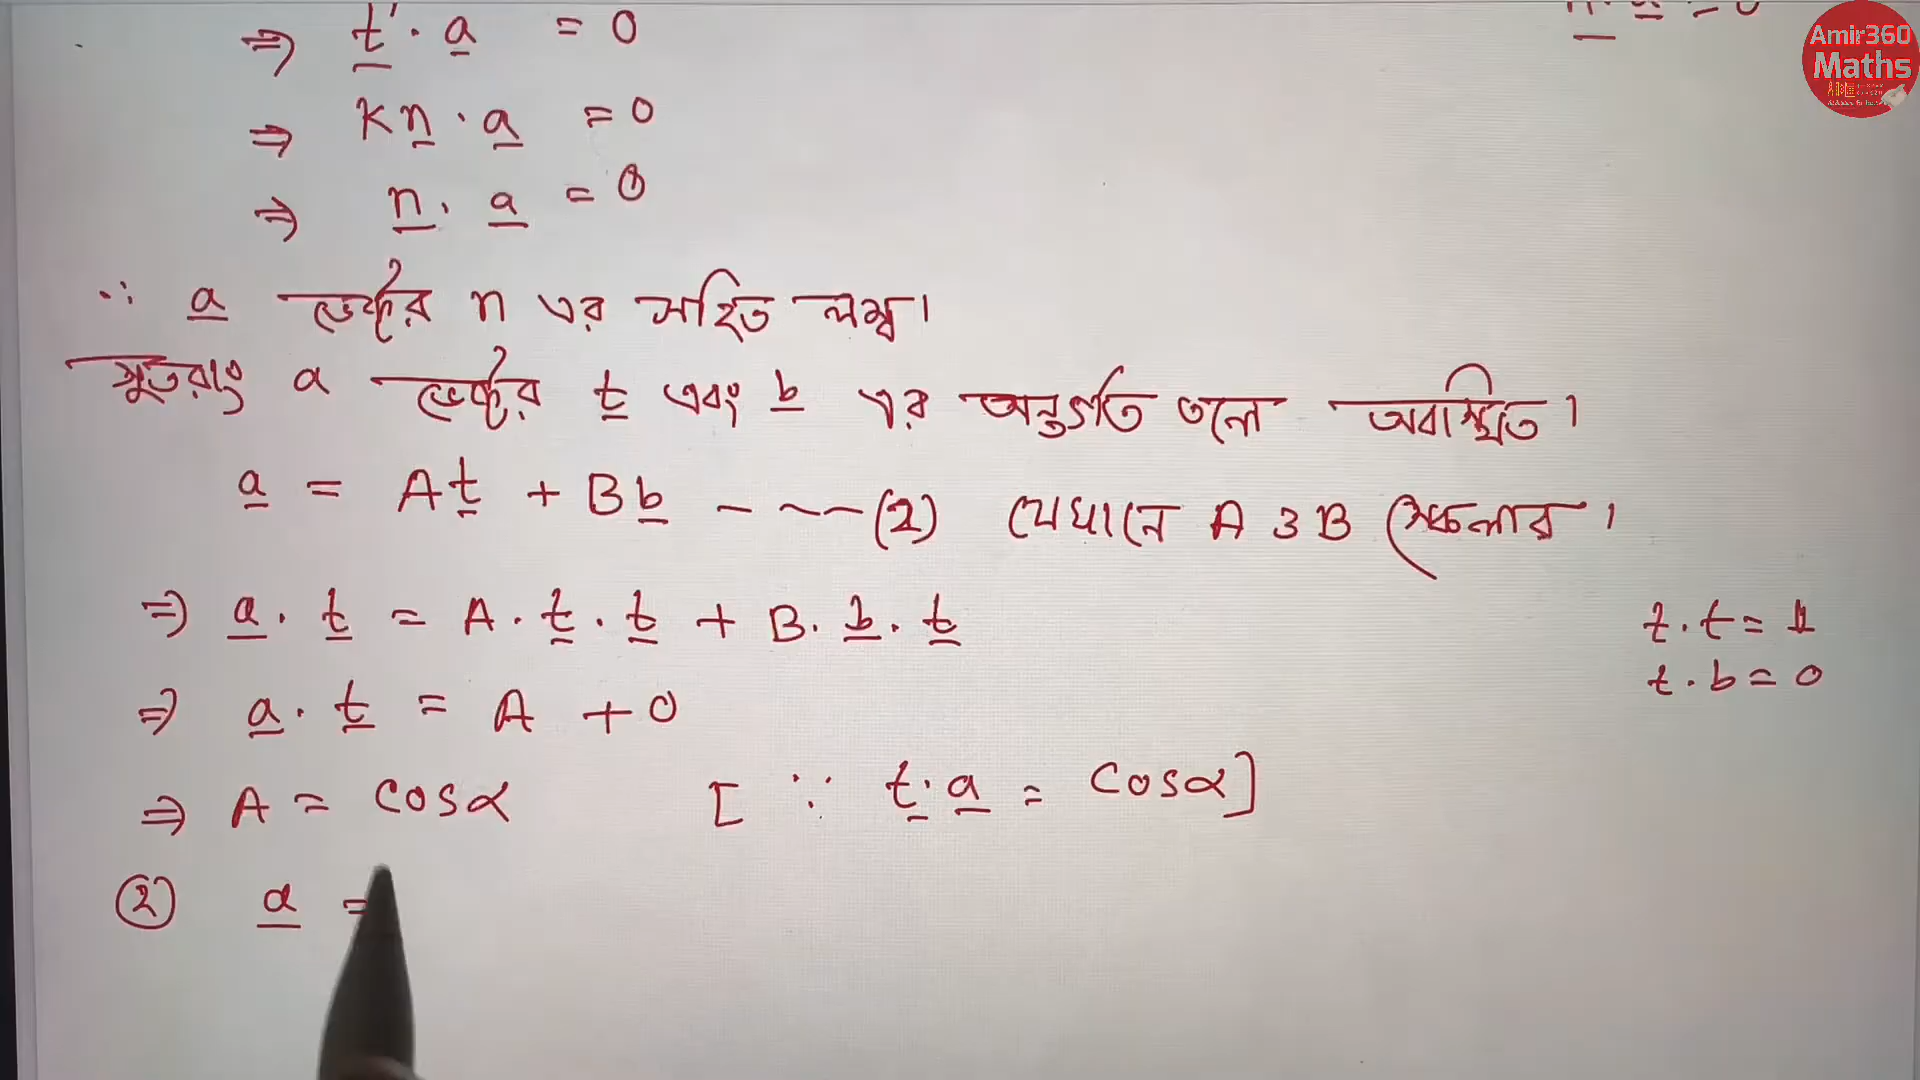 ⇒ t'. a = 0
Amir360
Maths
⇒ kn . a = 0
⇒ n. a = 0
∴ a ভেক্টর n এর সহিত লম্ব।
সুতরাং a ভেক্টর t এবং b এর অন্তর্গত তলে অবস্থিত।
a = At + Bb - - - - (2) যেখানে A ও B স্কেলার।
⇒ a. t = A. t. t + B. b. t
t.t = 1
t.b = 0
⇒ a. t = A + 0
⇒ A = cosα [ ∵ t.a = cosα]
(2) a =